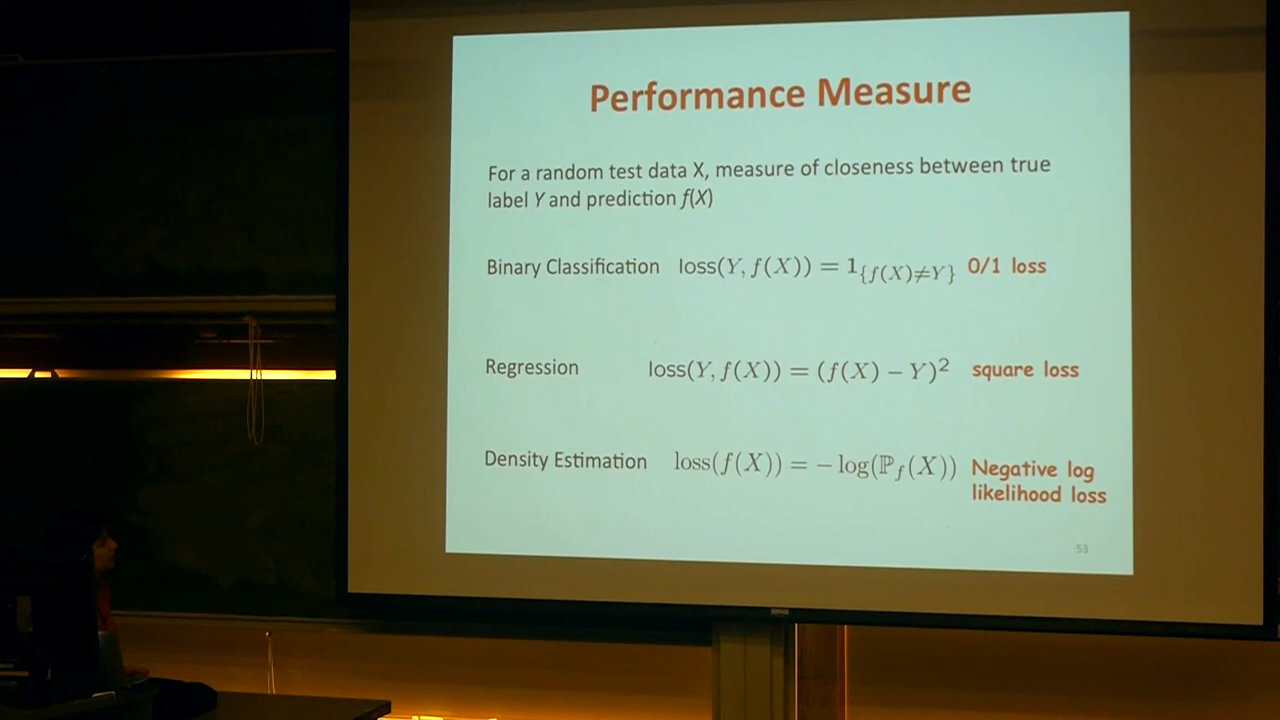 Performance Measure
For a random test data X, measure of closeness between true
label Y and prediction f(X)
Binary Classification loss(Y, f(X)) = 1_{f(X)≠Y} 0/1 loss
Regression loss(Y, f(X)) = (f(X) − Y)² square loss
Density Estimation loss(f(X)) = − log(ℙ_f(X)) Negative log
likelihood loss
53